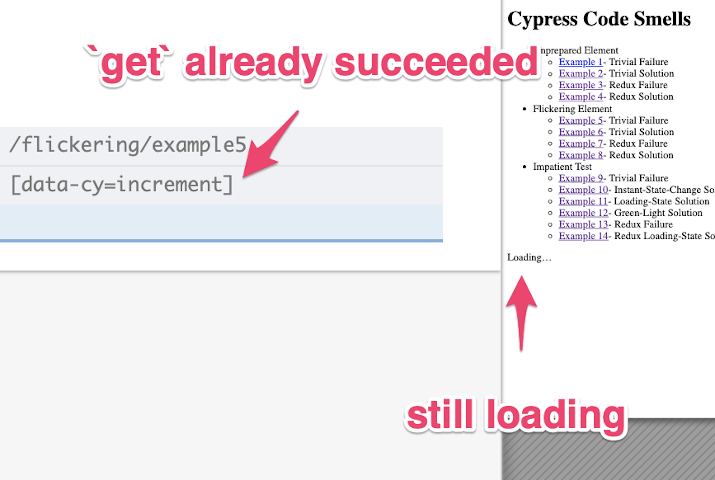 Cypress Code Smells
`get` already succeeded
Example 1- Trivial Failure
Example 2- Trivial Solution
Example 3- Redux Failure
Example 4- Redux Solution
Flickering Element
Example 5- Trivial Failure
Example 6- Trivial Solution
Example 7- Redux Failure
Example 8- Redux Solution
Impatient Test
Example 9- Trivial Failure
Example 10- Instant-State-Change So
Example 11- Loading-State Solution
Example 12- Green-Light Solution
Example 13- Redux Failure
Example 14- Redux Loading-State So
Loading…
/flickering/example5
[data-cy=increment]
still loading